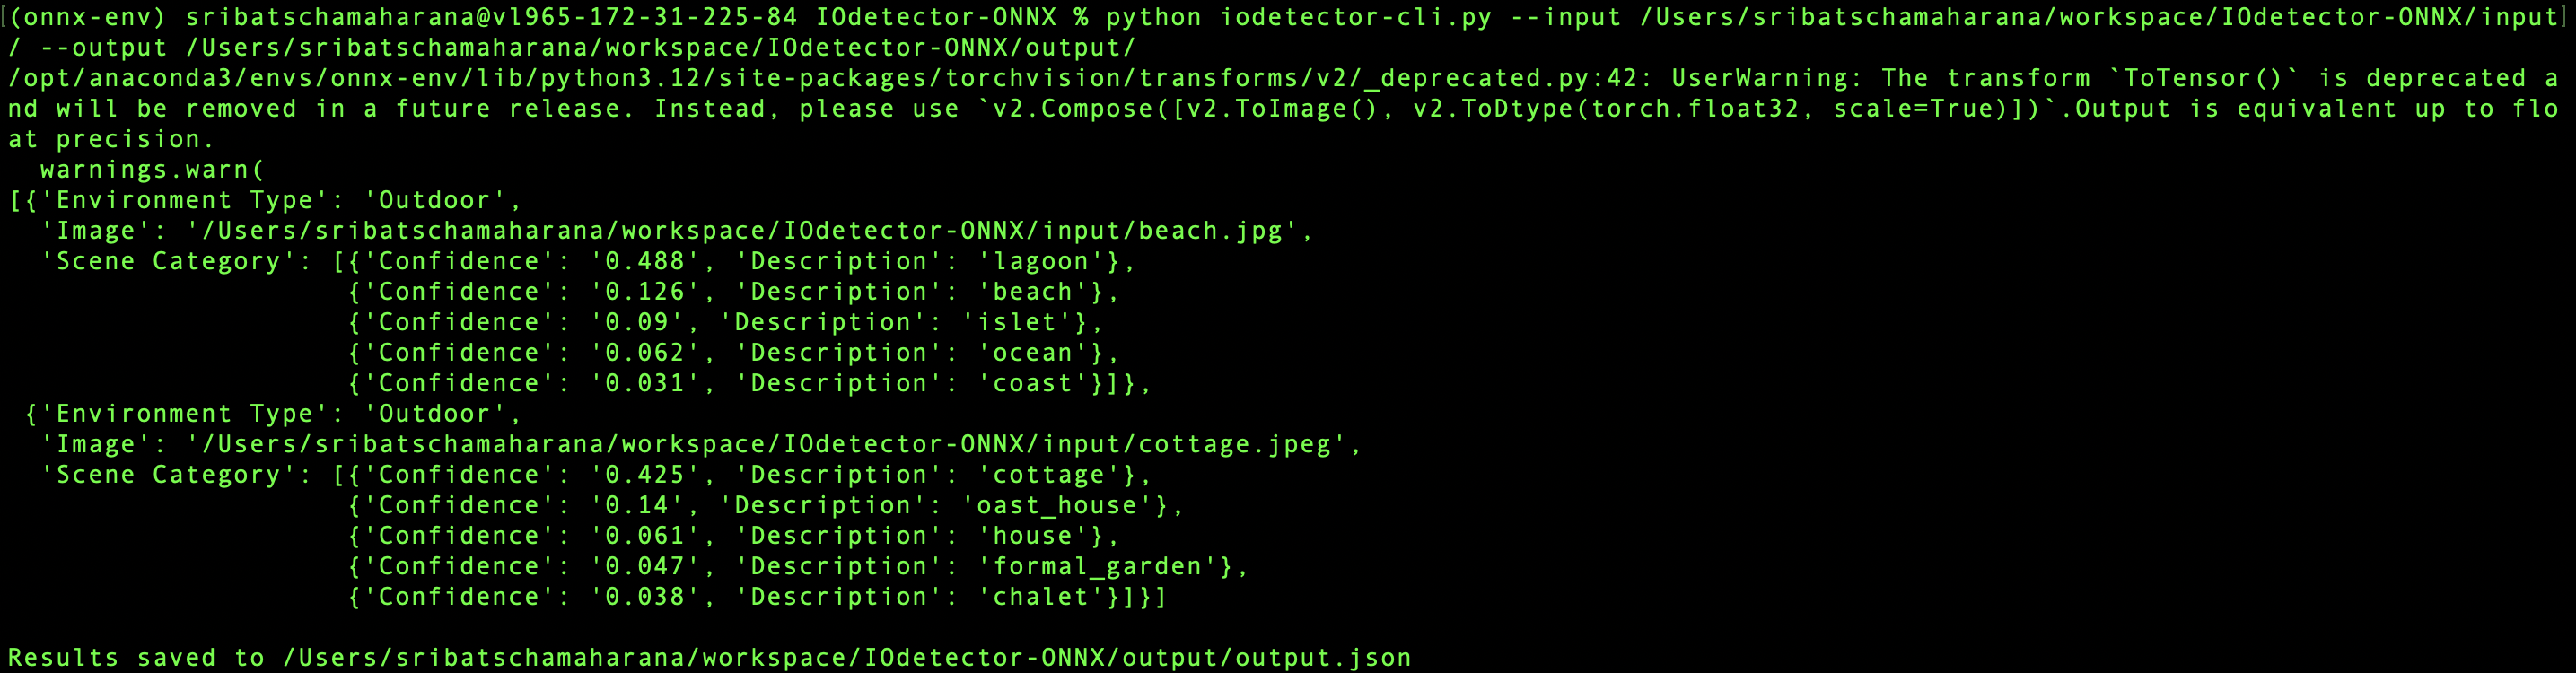 [(onnx-env) sribatschamaharana@vl965-172-31-225-84 IOdetector-ONNX % python iodetector-cli.py --input /Users/sribatschamaharana/workspace/IOdetector-ONNX/input]
/ --output /Users/sribatschamaharana/workspace/IOdetector-ONNX/output/
/opt/anaconda3/envs/onnx-env/lib/python3.12/site-packages/torchvision/transforms/v2/_deprecated.py:42: UserWarning: The transform `ToTensor()` is deprecated a
nd will be removed in a future release. Instead, please use `v2.Compose([v2.ToImage(), v2.ToDtype(torch.float32, scale=True)])`.Output is equivalent up to flo
at precision.
  warnings.warn(
[{'Environment Type': 'Outdoor',
  'Image': '/Users/sribatschamaharana/workspace/IOdetector-ONNX/input/beach.jpg',
  'Scene Category': [{'Confidence': '0.488', 'Description': 'lagoon'},
                     {'Confidence': '0.126', 'Description': 'beach'},
                     {'Confidence': '0.09', 'Description': 'islet'},
                     {'Confidence': '0.062', 'Description': 'ocean'},
                     {'Confidence': '0.031', 'Description': 'coast'}]},
 {'Environment Type': 'Outdoor',
  'Image': '/Users/sribatschamaharana/workspace/IOdetector-ONNX/input/cottage.jpeg',
  'Scene Category': [{'Confidence': '0.425', 'Description': 'cottage'},
                     {'Confidence': '0.14', 'Description': 'oast_house'},
                     {'Confidence': '0.061', 'Description': 'house'},
                     {'Confidence': '0.047', 'Description': 'formal_garden'},
                     {'Confidence': '0.038', 'Description': 'chalet'}]}]
Results saved to /Users/sribatschamaharana/workspace/IOdetector-ONNX/output/output.json